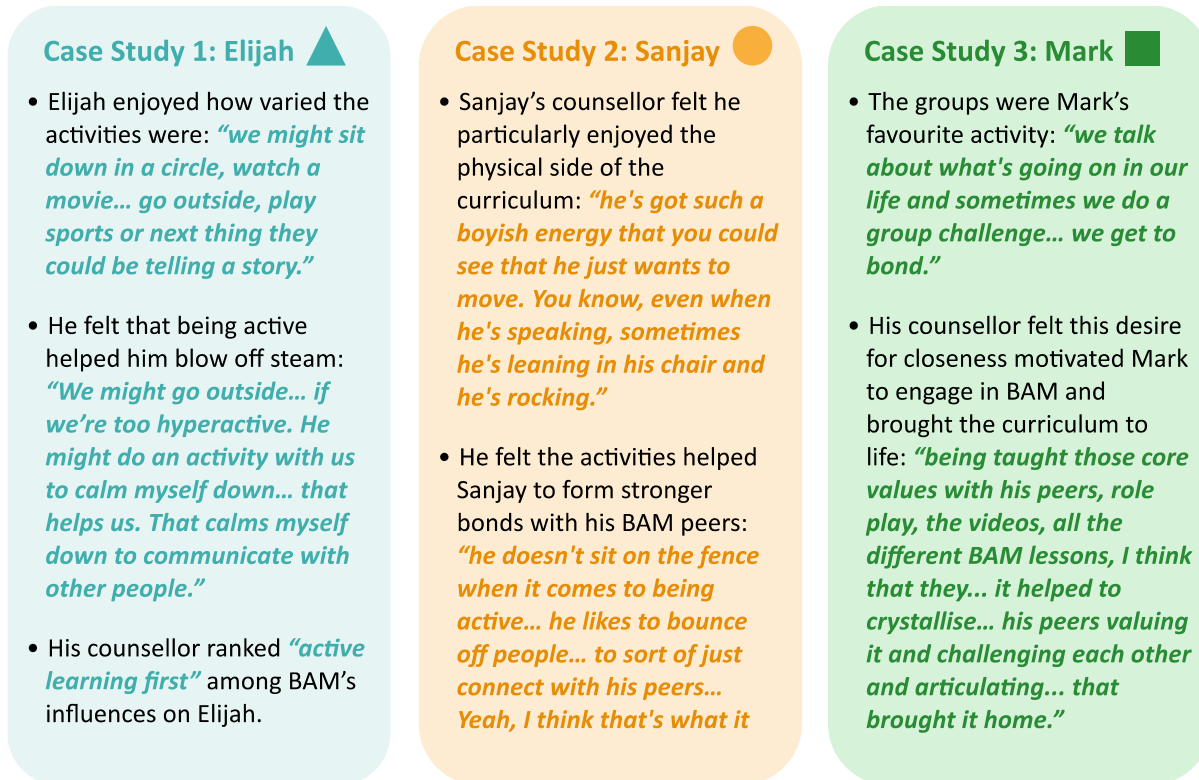 Case Study 1: Elijah
• Elijah enjoyed how varied the
activities were: “we might sit
down in a circle, watch a
movie… go outside, play
sports or next thing they
could be telling a story.”
• He felt that being active
helped him blow off steam:
“We might go outside… if
we’re too hyperactive. He
might do an activity with us
to calm myself down… that
helps us. That calms myself
down to communicate with
other people.”
• His counsellor ranked “active
learning first” among BAM’s
influences on Elijah.
Case Study 2: Sanjay
• Sanjay’s counsellor felt he
particularly enjoyed the
physical side of the
curriculum: “he's got such a
boyish energy that you could
see that he just wants to
move. You know, even when
he's speaking, sometimes
he's leaning in his chair and
he's rocking.”
• He felt the activities helped
Sanjay to form stronger
bonds with his BAM peers:
“he doesn't sit on the fence
when it comes to being
active… he likes to bounce
off people… to sort of just
connect with his peers…
Yeah, I think that's what it
Case Study 3: Mark
• The groups were Mark’s
favourite activity: “we talk
about what's going on in our
life and sometimes we do a
group challenge… we get to
bond.”
• His counsellor felt this desire
for closeness motivated Mark
to engage in BAM and
brought the curriculum to
life: “being taught those core
values with his peers, role
play, the videos, all the
different BAM lessons, I think
that they... it helped to
crystallise… his peers valuing
it and challenging each other
and articulating... that
brought it home.”